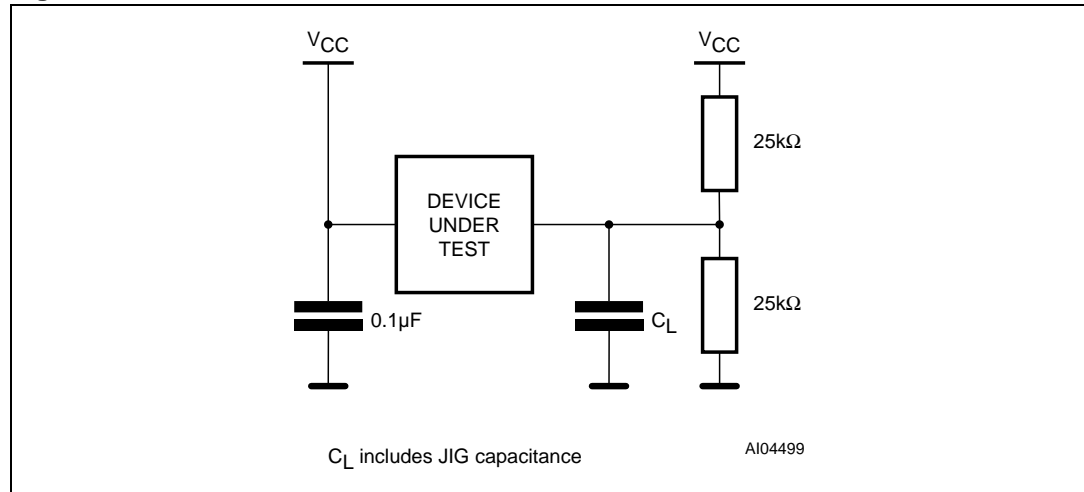 VCC
VCC
25kΩ
DEVICE
UNDER
TEST
0.1µF
CL
25kΩ
CL includes JIG capacitance
AI04499